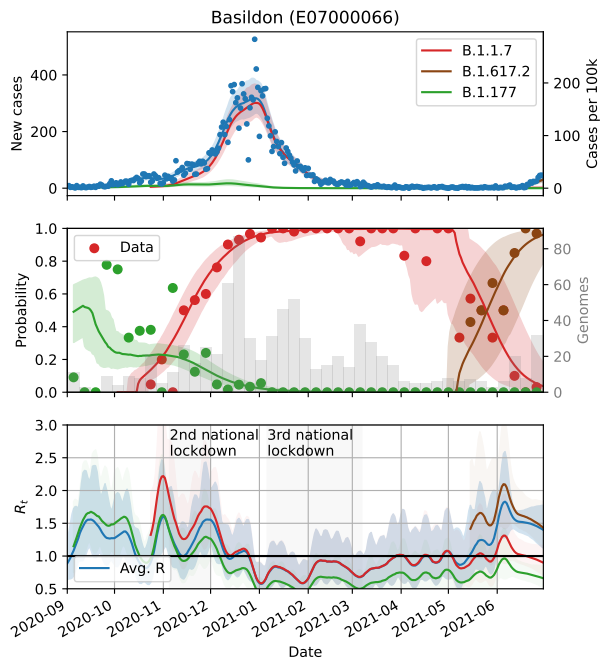 Basildon (E07000066)
New cases
400
200
0
B.1.1.7
B.1.617.2
B.1.177
200
100
0
Cases per 100k
Probability
1.0
0.8
0.6
0.4
0.2
0.0
Data
80
60
40
20
0
Genomes
R_t
3.0
2.5
2.0
1.5
1.0
0.5
2nd national
lockdown
3rd national
lockdown
Avg. R
2020-09
2020-10
2020-11
2020-12
2021-01
2021-02
2021-03
2021-04
2021-05
2021-06
Date